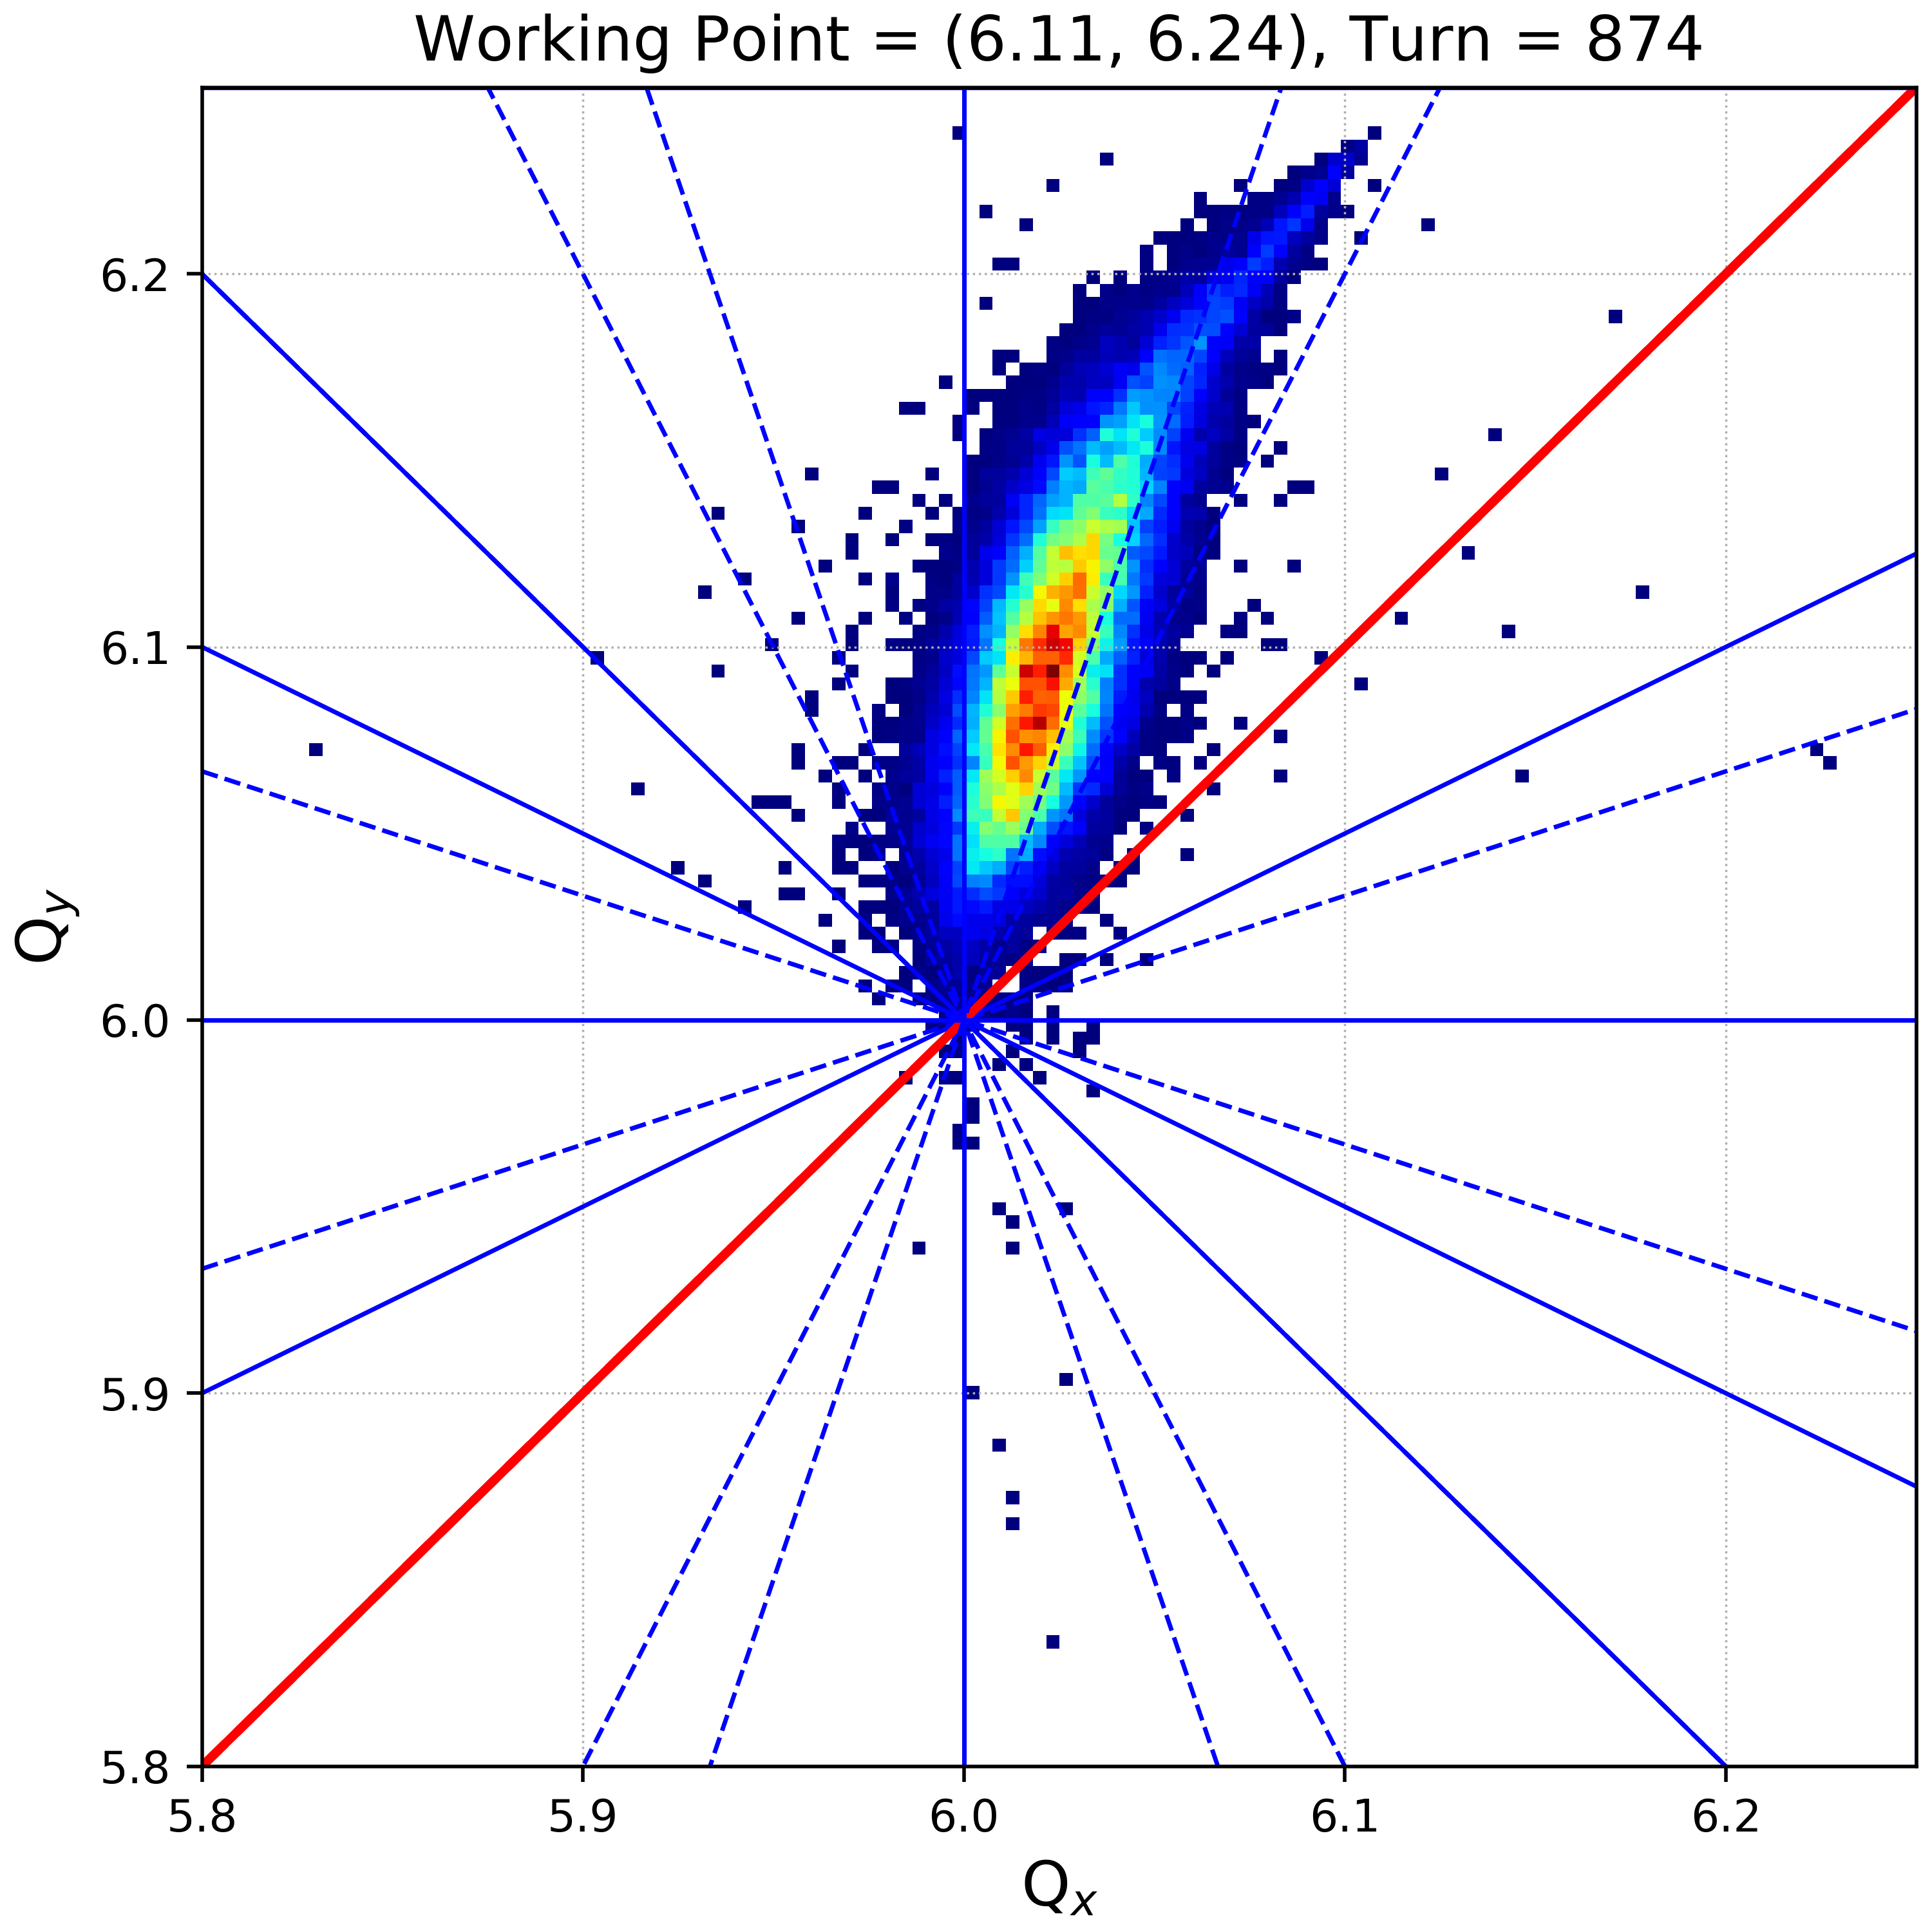 Working Point = (6.11, 6.24), Turn = 874
6.2
6.1
6.0
5.9
5.8
Qy
5.8 5.9 6.0 6.1 6.2
Qx